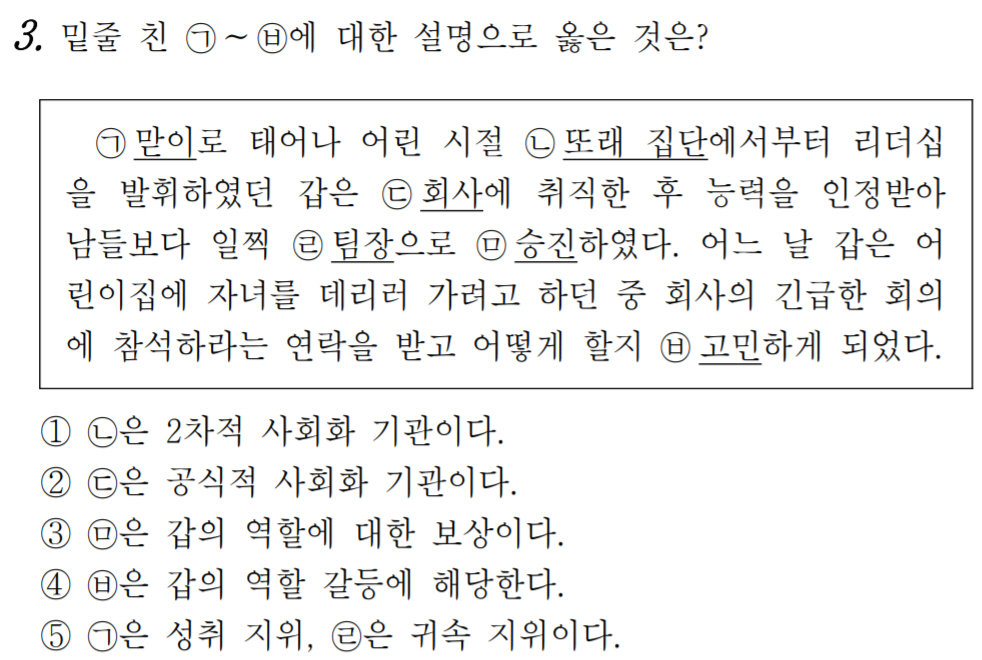 3. 밑줄 친 ㉠~㉥에 대한 설명으로 옳은 것은?
㉠맏이로 태어나 어린 시절 ㉡또래 집단에서부터 리더십
을 발휘하였던 갑은 ㉢회사에 취직한 후 능력을 인정받아
남들보다 일찍 ㉣팀장으로 ㉤승진하였다. 어느 날 갑은 어
린이집에 자녀를 데리러 가려고 하던 중 회사의 긴급한 회의
에 참석하라는 연락을 받고 어떻게 할지 ㉥고민하게 되었다.
① ㉡은 2차적 사회화 기관이다.
② ㉢은 공식적 사회화 기관이다.
③ ㉤은 갑의 역할에 대한 보상이다.
④ ㉥은 갑의 역할 갈등에 해당한다.
⑤ ㉠은 성취 지위, ㉣은 귀속 지위이다.